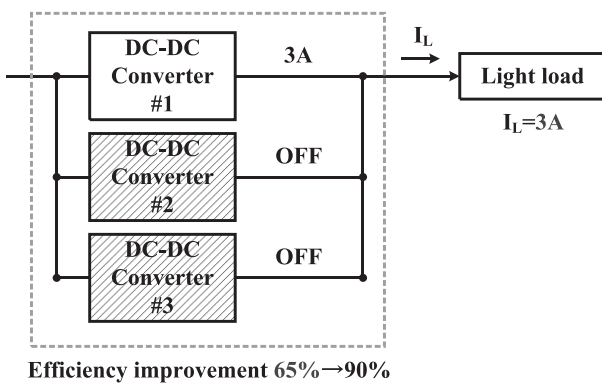 DC-DC
Converter
#1
3A
I_L
Light load
I_L=3A
DC-DC
Converter
#2
OFF
DC-DC
Converter
#3
OFF
Efficiency improvement 65%→90%